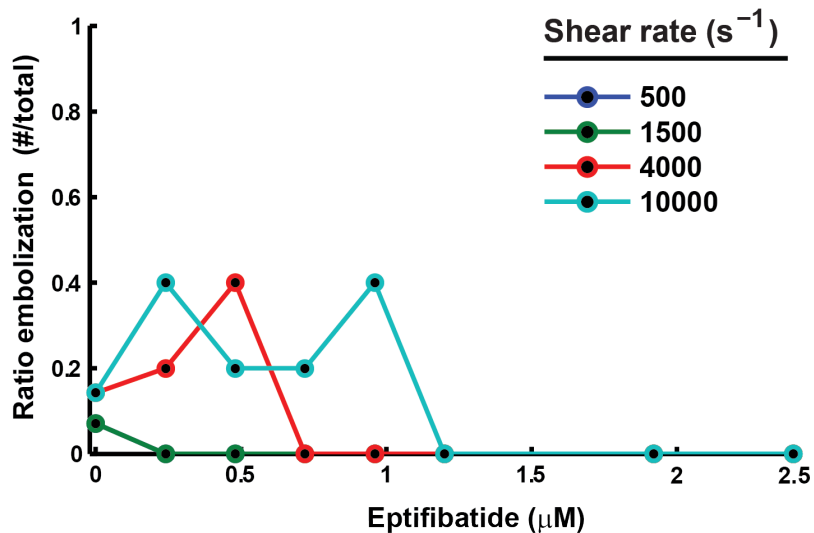 Shear rate (s⁻¹)
500
1500
4000
10000
Ratio embolization (#/total)
1
0.8
0.6
0.4
0.2
0
0 0.5 1 1.5 2 2.5
Eptifibatide (μM)